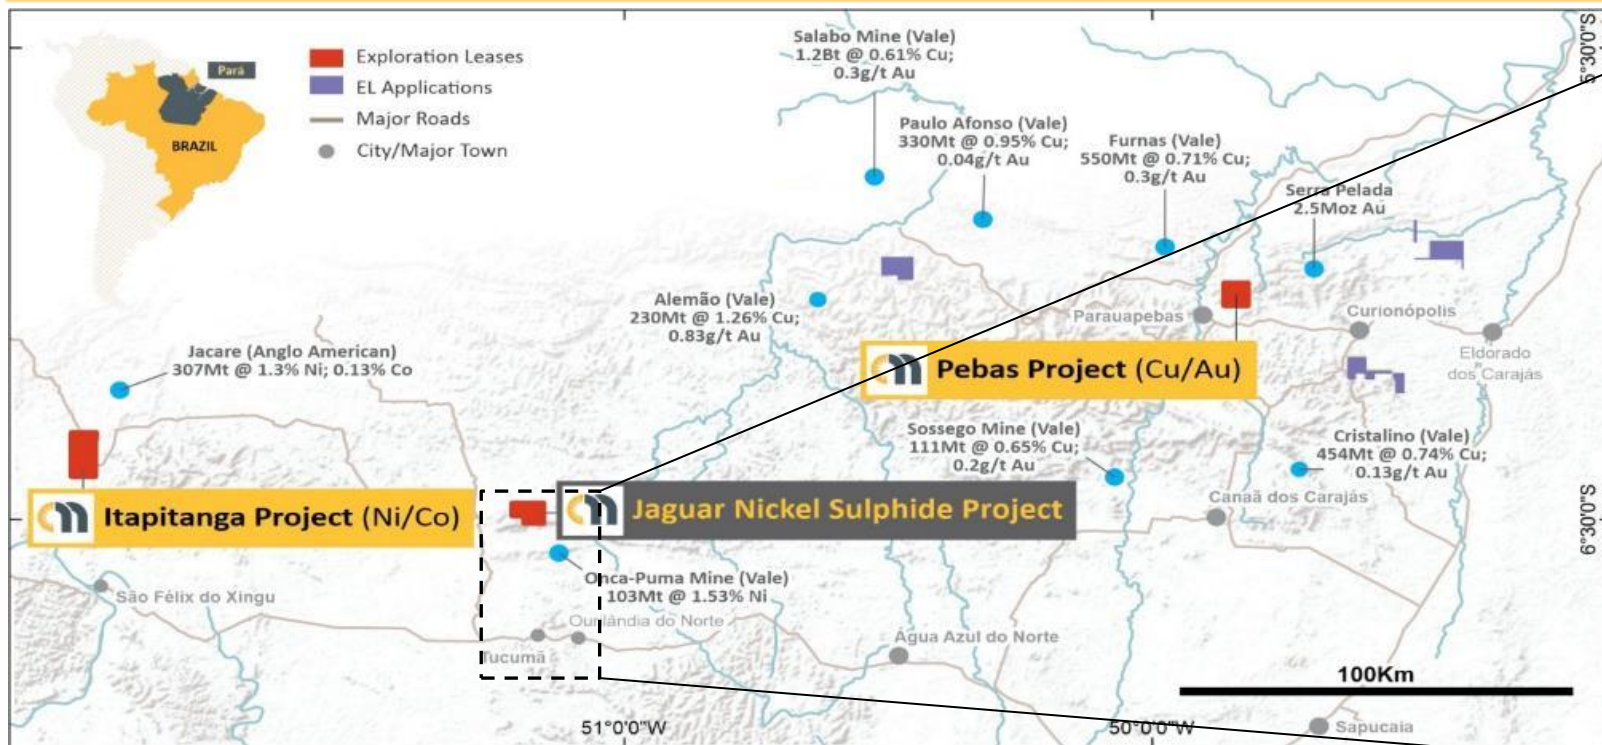 Pará
BRAZIL
Exploration Leases
EL Applications
Major Roads
City/Major Town
Salabo Mine (Vale)
1.2Bt @ 0.61% Cu;
0.3g/t Au
Paulo Afonso (Vale)
330Mt @ 0.95% Cu;
0.04g/t Au
Furnas (Vale)
550Mt @ 0.71% Cu;
0.3g/t Au
Serra Pelada
2.5Moz Au
5°30'0"S
Alemão (Vale)
230Mt @ 1.26% Cu;
0.83g/t Au
Parauapebas
Curionópolis
Eldorado
dos Carajás
Jacare (Anglo American)
307Mt @ 1.3% Ni; 0.13% Co
Pebas Project (Cu/Au)
Sossego Mine (Vale)
111Mt @ 0.65% Cu;
0.2g/t Au
Cristalino (Vale)
454Mt @ 0.74% Cu;
0.13g/t Au
Canaã dos Carajás
6°30'0"S
Itapitanga Project (Ni/Co)
Jaguar Nickel Sulphide Project
Onca-Puma Mine (Vale)
103Mt @ 1.53% Ni
São Félix do Xingu
Ourilândia do Norte
Tucumã
Água Azul do Norte
100Km
51°0'0"W
50°0'0"W
Sapucaia